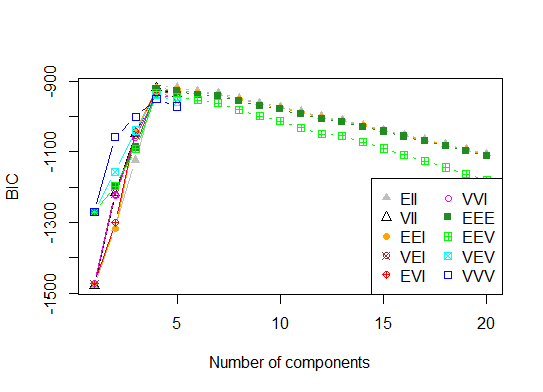 BIC
-900
-1100
-1300
-1500
EII
VII
EEI
VEI
EVI
VVI
EEE
EEV
VEV
VVV
5
10
15
20
Number of components